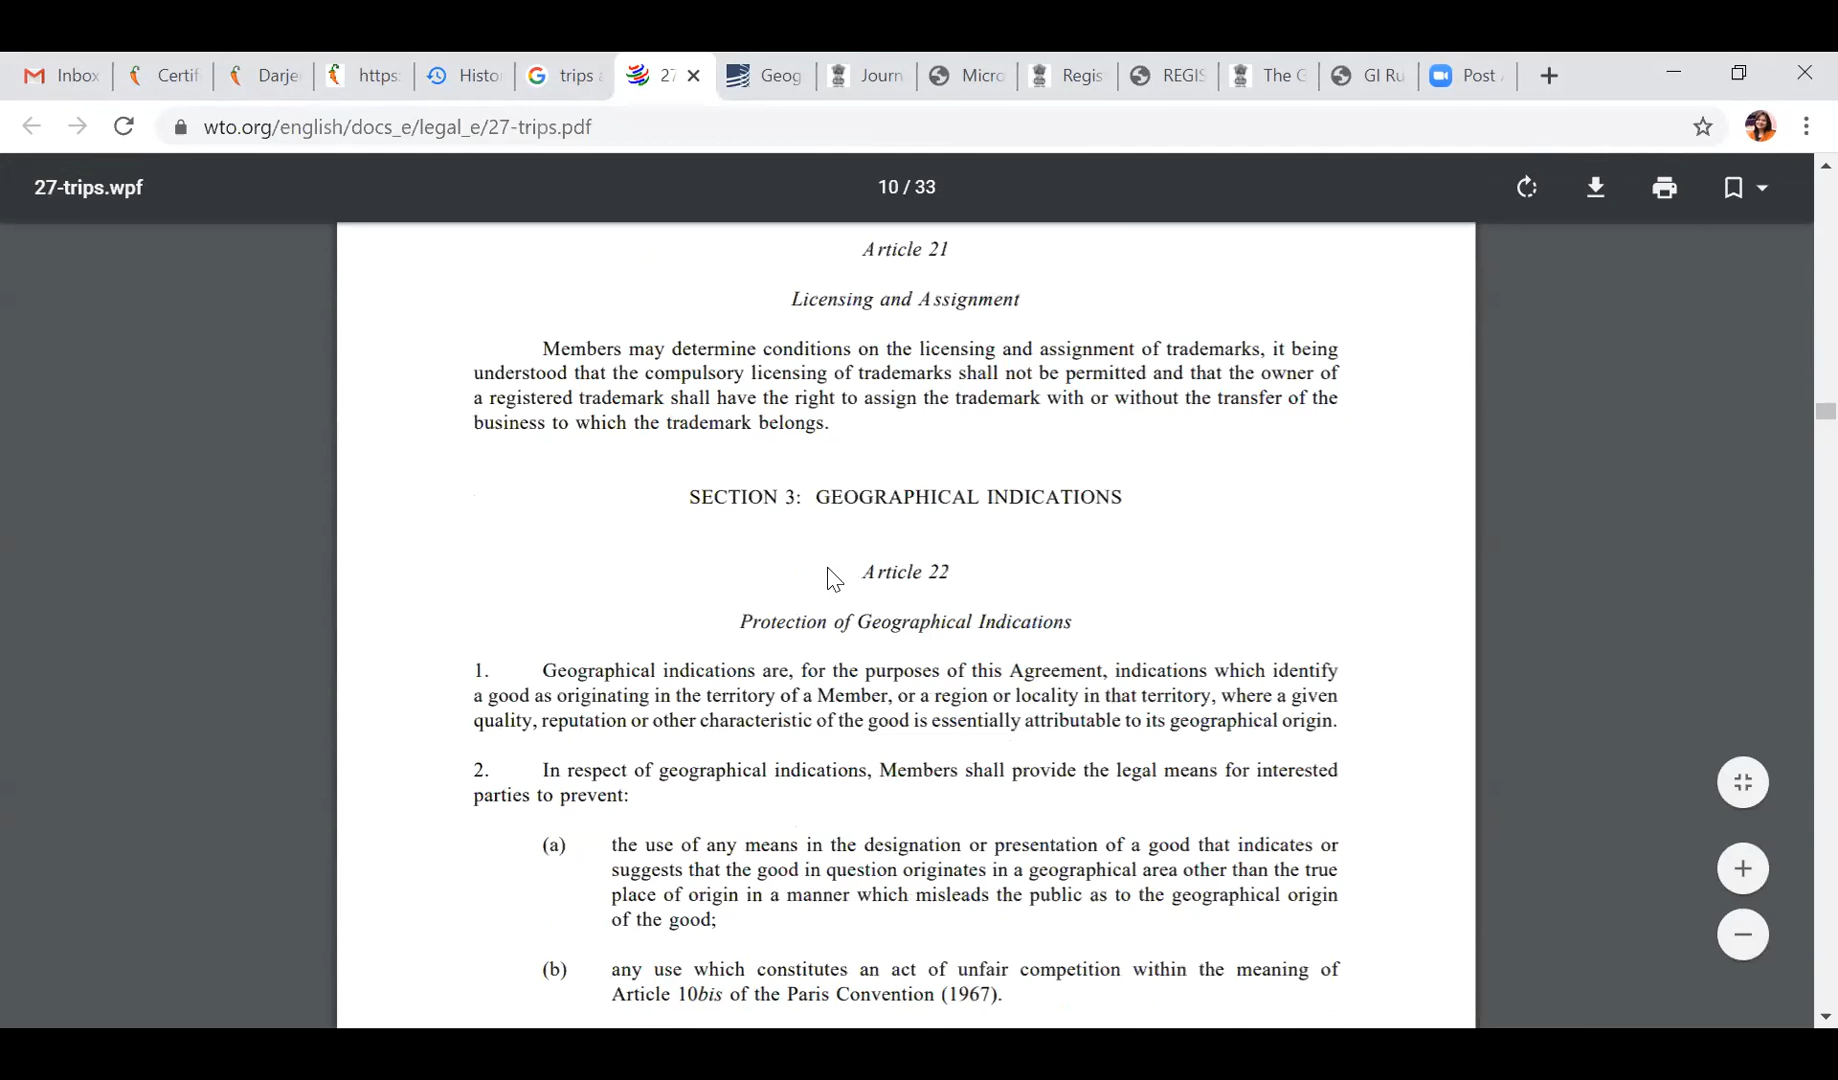 Inbox Certif Darje https: Histo trips a 27 Geog Journ Micro Regis REGIS The G GI Ru Post
wto.org/english/docs_e/legal_e/27-trips.pdf
27-trips.wpf 10 / 33
Article 21
Licensing and Assignment
Members may determine conditions on the licensing and assignment of trademarks, it being
understood that the compulsory licensing of trademarks shall not be permitted and that the owner of
a registered trademark shall have the right to assign the trademark with or without the transfer of the
business to which the trademark belongs.
SECTION 3: GEOGRAPHICAL INDICATIONS
Article 22
Protection of Geographical Indications
1. Geographical indications are, for the purposes of this Agreement, indications which identify
a good as originating in the territory of a Member, or a region or locality in that territory, where a given
quality, reputation or other characteristic of the good is essentially attributable to its geographical origin.
2. In respect of geographical indications, Members shall provide the legal means for interested
parties to prevent:
(a) the use of any means in the designation or presentation of a good that indicates or
suggests that the good in question originates in a geographical area other than the true
place of origin in a manner which misleads the public as to the geographical origin
of the good;
(b) any use which constitutes an act of unfair competition within the meaning of
Article 10bis of the Paris Convention (1967).